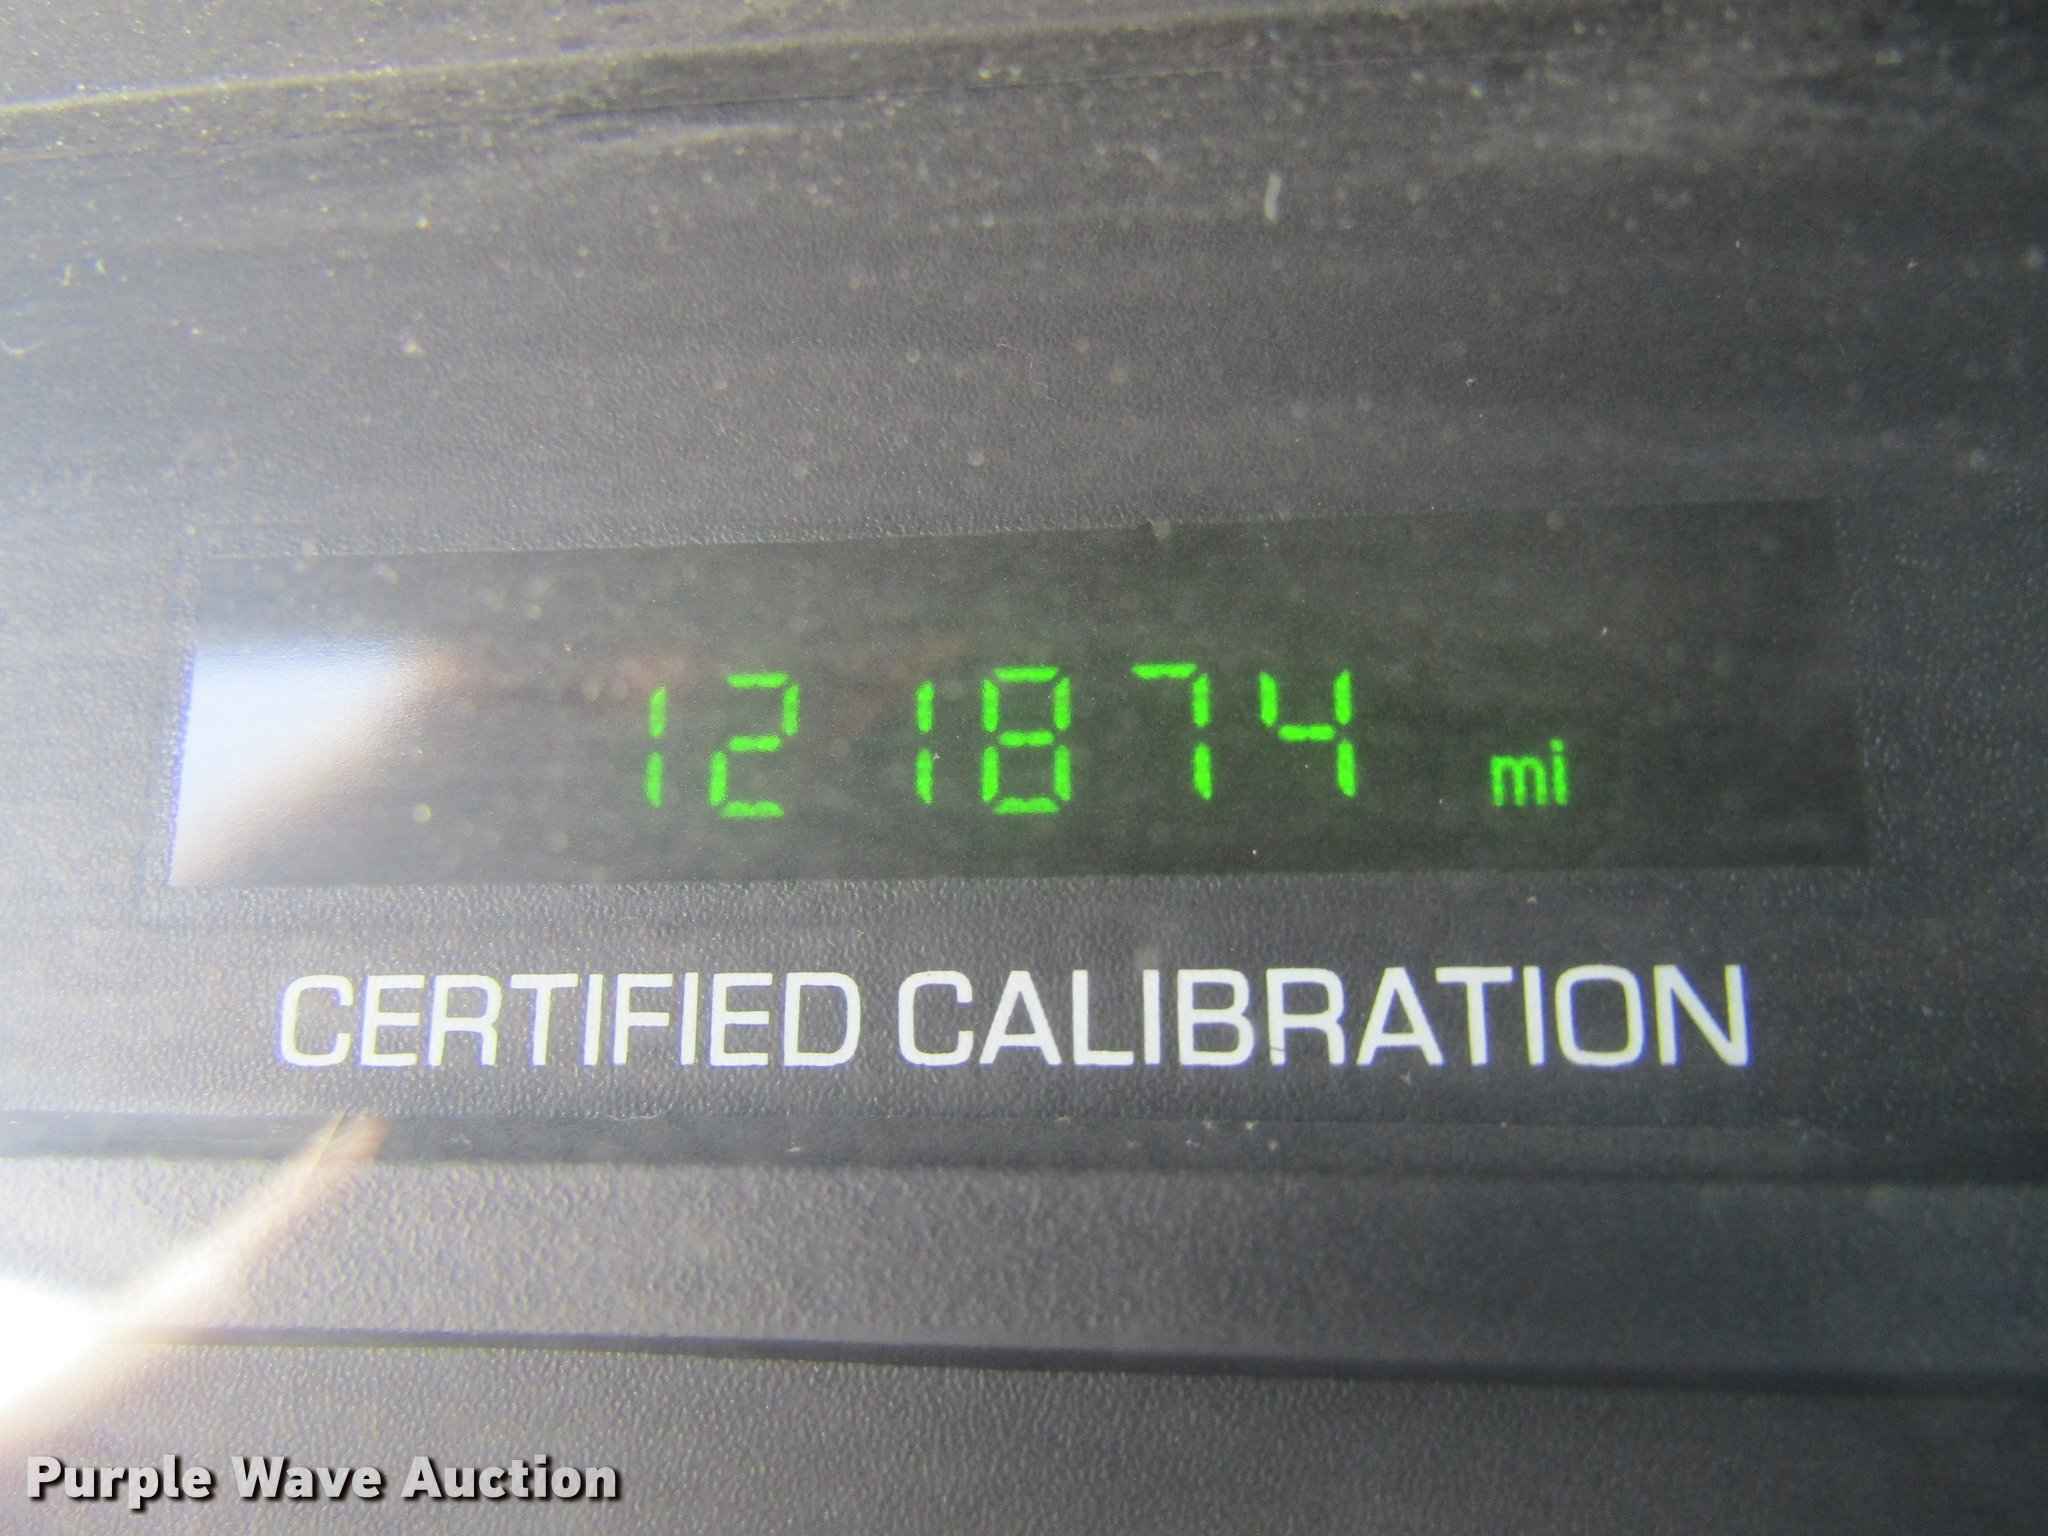 121874 mi
CERTIFIED CALIBRATION
Purple Wave Auction